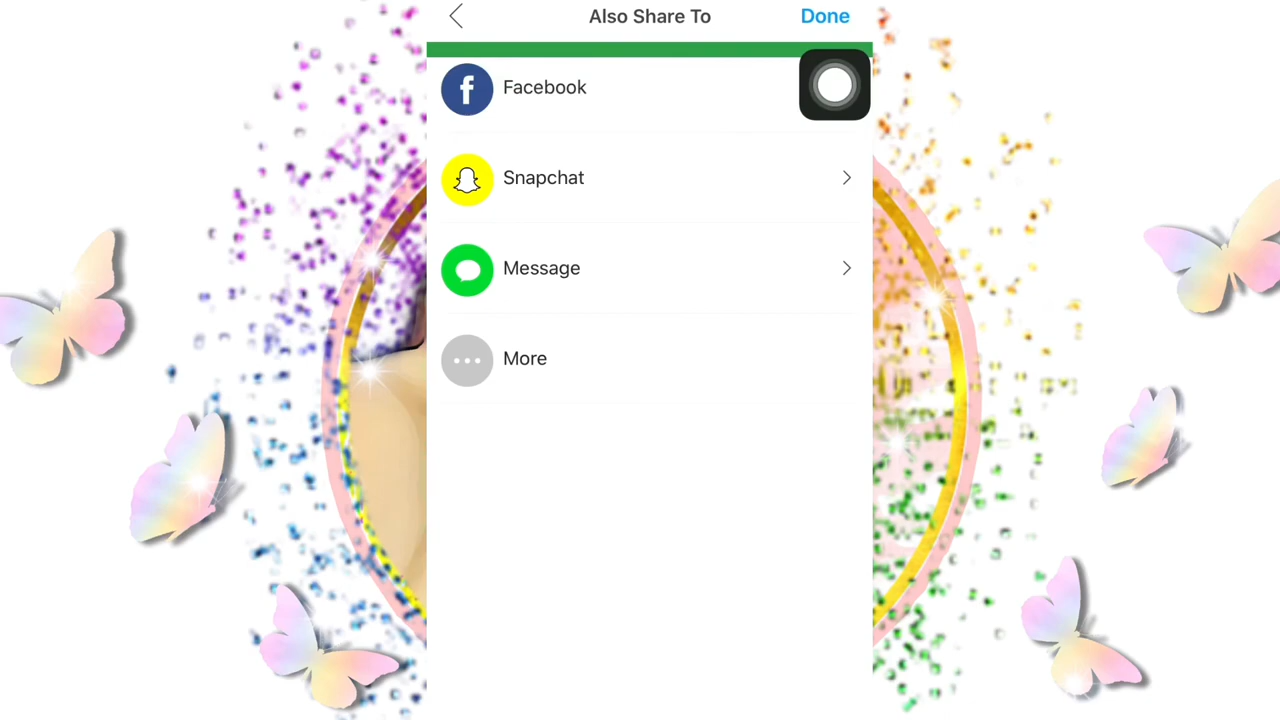 Also Share To
Done
Facebook
Snapchat
Message
More